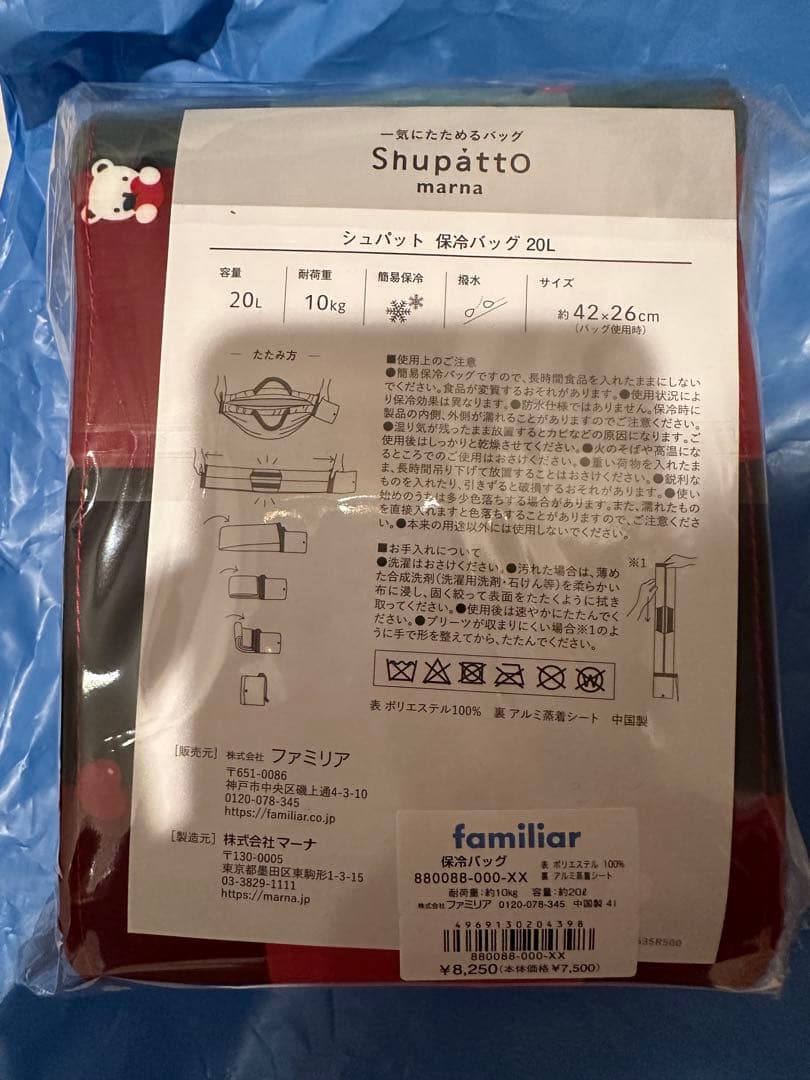 一気にたためるバッグ
Shupatto
marna
シュパット 保冷バッグ 20L
容量
20L
耐荷重
10kg
簡易保冷
撥水
サイズ
約 42×26cm
(バッグ使用時)
たたみ方
■使用上のご注意
●簡易保冷バッグですので、長時間食品を入れたままにしない
でください。食品が変質するおそれがあります。●使用状況によ
り保冷効果は異なります。●防水仕様ではありません。保冷時に
製品の内側、外側が濡れることがありますのでご注意ください。
●湿り気が残ったまま放置するとカビなどの原因になります。ご
使用後はしっかりと乾燥させてください。●火のそばや高温にな
るところでのご使用はおさけください。●重い荷物を入れたま
ま、長時間吊り下げて放置することはおさけください。●鋭利な
ものを入れたり、引きずると破損するおそれがあります。●使い
始めのうちは多少色落ちする場合があります。また、濡れたもの
を直接入れますと色落ちすることがありますので、ご注意くださ
い。●本来の用途以外には使用しないでください。
■お手入れについて
●洗濯はおさけください。●汚れた場合は、薄め
た合成洗剤(洗濯用洗剤・石けん等)を柔らかい
布に浸し、固く絞って表面をたたくように拭き
取ってください。●使用後は速やかにたたんでく
ださい。●プリーツが収まりにくい場合※1のよ
うに手で形を整えてから、たたんでください。
※1
表 ポリエステル100% 裏 アルミ蒸着シート 中国製
[販売元] 株式会社 ファミリア
〒651-0086
神戸市中央区磯上通4-3-10
0120-078-345
https://familiar.co.jp
[製造元] 株式会社マーナ
〒130-0005
東京都墨田区東駒形1-3-15
03-3829-1111
https://marna.jp
familiar
保冷バッグ 表 ポリエステル 100%
880088-000-XX 裏 アルミ蒸着シート
耐荷重:約10kg 容量:約20ℓ
株式会社ファミリア 0120-078-345 中国製 4i
4969130204398
880088-000-XX
¥8,250(本体価格¥7,500)